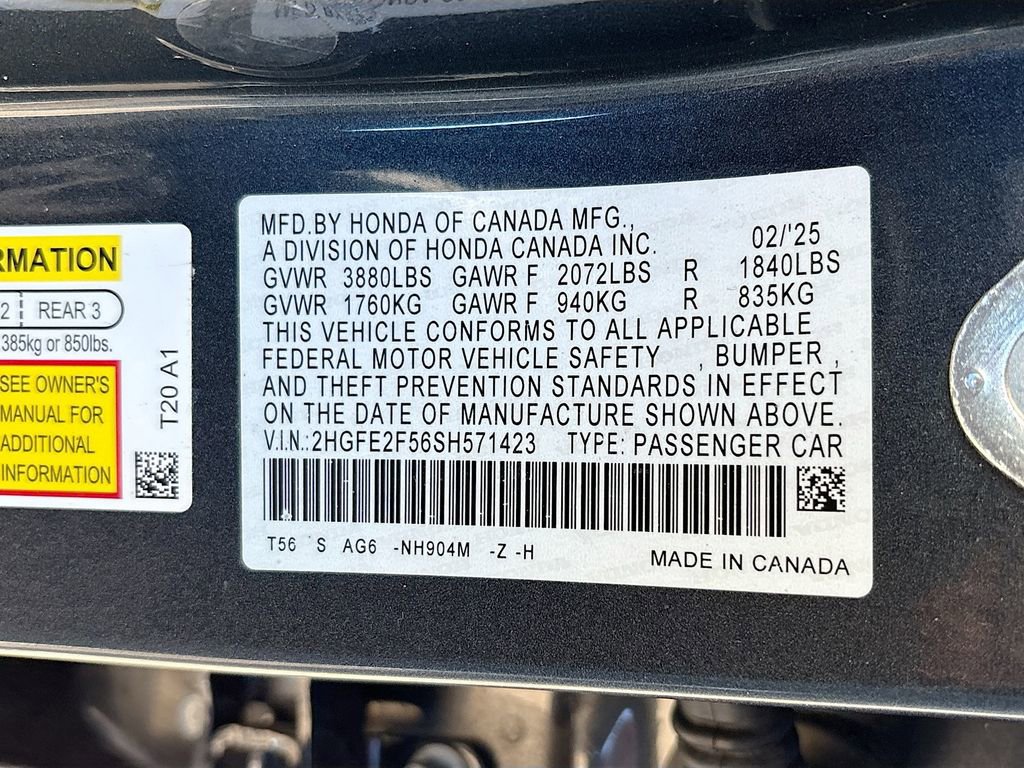 RMATION
2 REAR 3
385kg or 850lbs.
SEE OWNER'S
MANUAL FOR
ADDITIONAL
INFORMATION
T20 A1
MFD.BY HONDA OF CANADA MFG.,
A DIVISION OF HONDA CANADA INC. 02/'25
GVWR 3880LBS GAWR F 2072LBS R 1840LBS
GVWR 1760KG GAWR F 940KG R 835KG
THIS VEHICLE CONFORMS TO ALL APPLICABLE
FEDERAL MOTOR VEHICLE SAFETY , BUMPER ,
AND THEFT PREVENTION STANDARDS IN EFFECT
ON THE DATE OF MANUFACTURE SHOWN ABOVE.
V.I.N.:2HGFE2F56SH571423 TYPE: PASSENGER CAR
T56 S AG6 -NH904M -Z -H
MADE IN CANADA